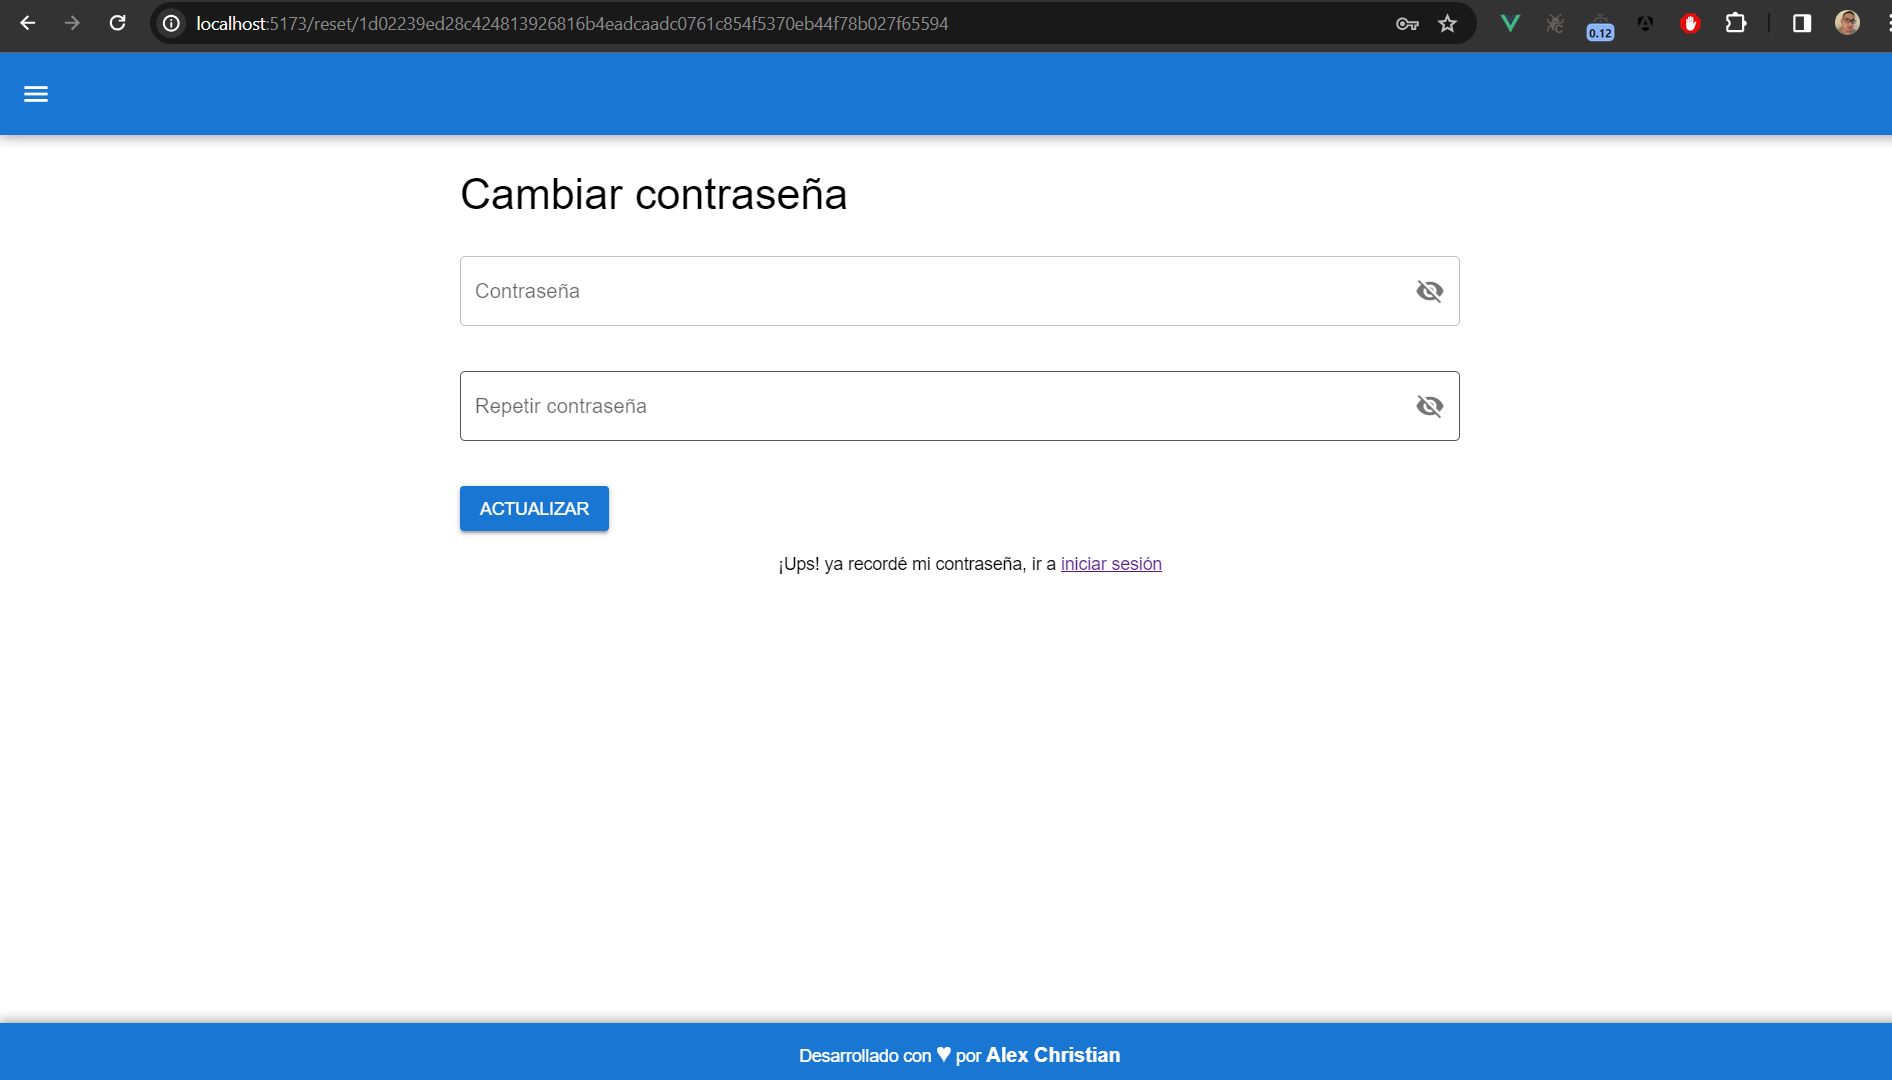 localhost:5173/reset/1d02239ed28c424813926816b4eadcaadc0761c854f5370eb44f78b027f65594
0.12
Cambiar contraseña
Contraseña
Repetir contraseña
ACTUALIZAR
¡Ups! ya recordé mi contraseña, ir a iniciar sesión
Desarrollado con ♥ por Alex Christian